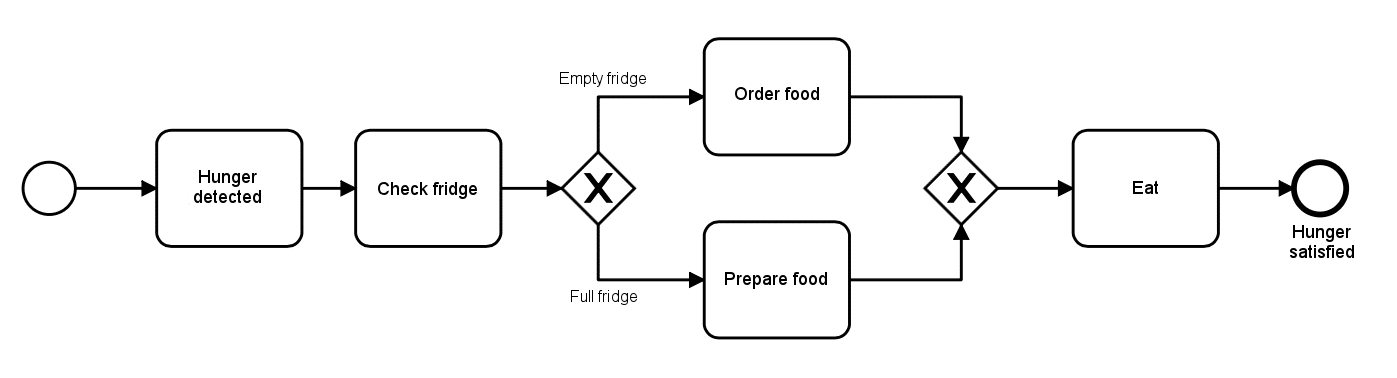 Hunger
detected
Check fridge
Empty fridge
Full fridge
Order food
Prepare food
Eat
Hunger
satisfied